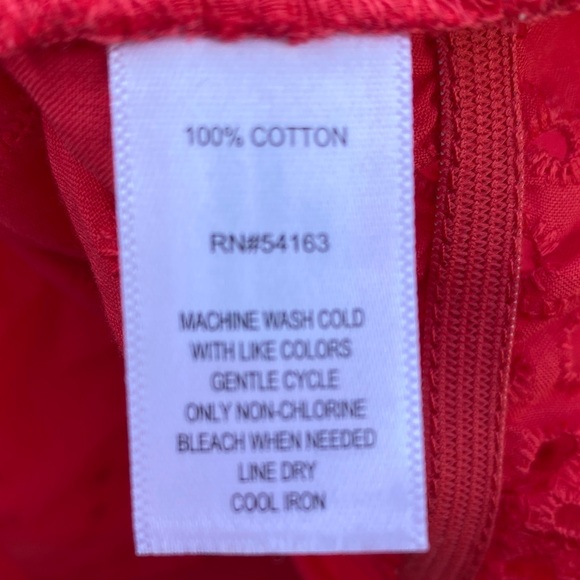 100% COTTON
RN#54163
MACHINE WASH COLD
WITH LIKE COLORS
GENTLE CYCLE
ONLY NON-CHLORINE
BLEACH WHEN NEEDED
LINE DRY
COOL IRON